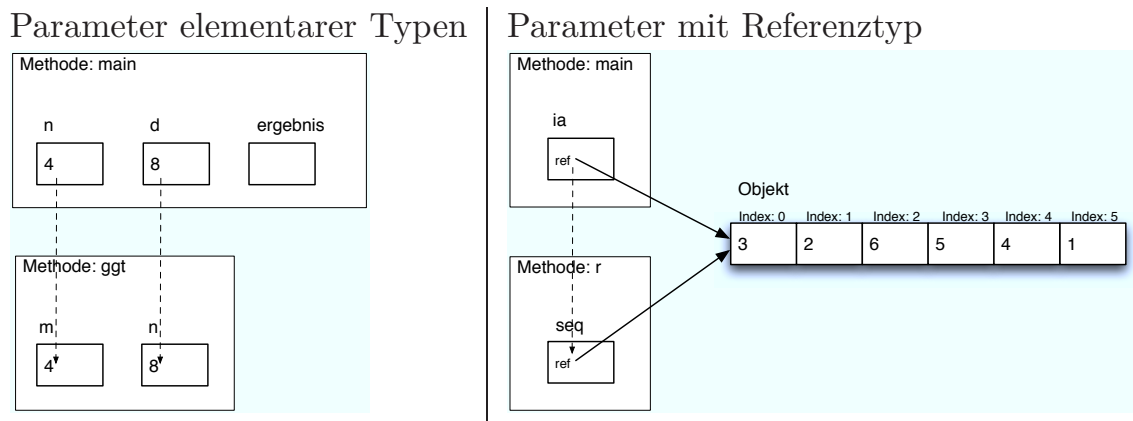 Parameter elementarer Typen
Methode: main
n d ergebnis
4 8
Methode: ggt
m n
4 8
Parameter mit Referenztyp
Methode: main
ia
ref
Objekt
Index: 0 Index: 1 Index: 2 Index: 3 Index: 4 Index: 5
3 2 6 5 4 1
Methode: r
seq
ref